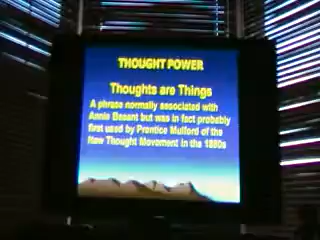 THOUGHT POWER
Thoughts are Things
A phrase normally associated with
Annie Besant but was in fact probably
first used by Prentice Mulford of the
New Thought Movement in the 1880s